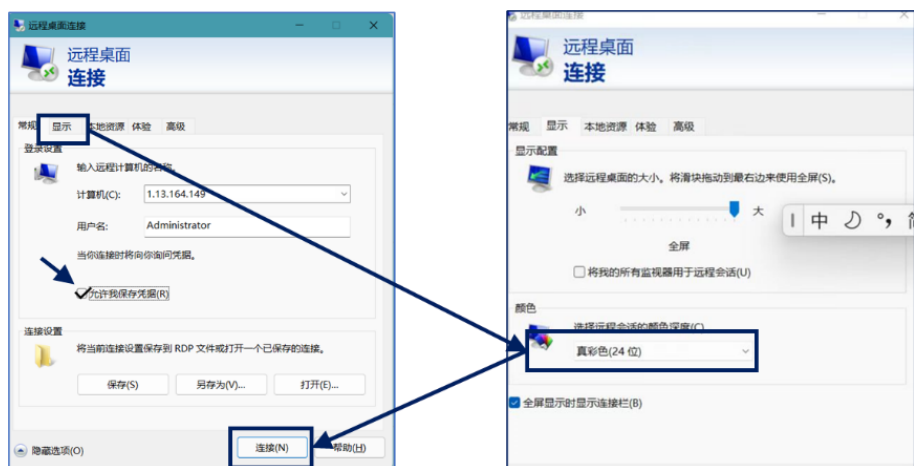 远程桌面连接
远程桌面
连接
常规 显示 本地资源 体验 高级
登录设置
输入远程计算机的名称。
计算机(C): 1.13.164.149
用户名: Administrator
当你连接时将向你询问凭据。
允许我保存凭据(R)
连接设置
将当前连接设置保存到 RDP 文件或打开一个已保存的连接。
保存(S) 另存为(V)... 打开(E)...
隐藏选项(O) 连接(N) 帮助(H)
远程桌面连接
远程桌面
连接
常规 显示 本地资源 体验 高级
显示配置
选择远程桌面的大小。将滑块拖动到最右边来使用全屏(S)。
小 大
全屏
将我的所有监视器用于远程会话(U)
中 °, 简
颜色
选择远程会话的颜色深度(C)
真彩色(24 位)
全屏显示时显示连接栏(B)